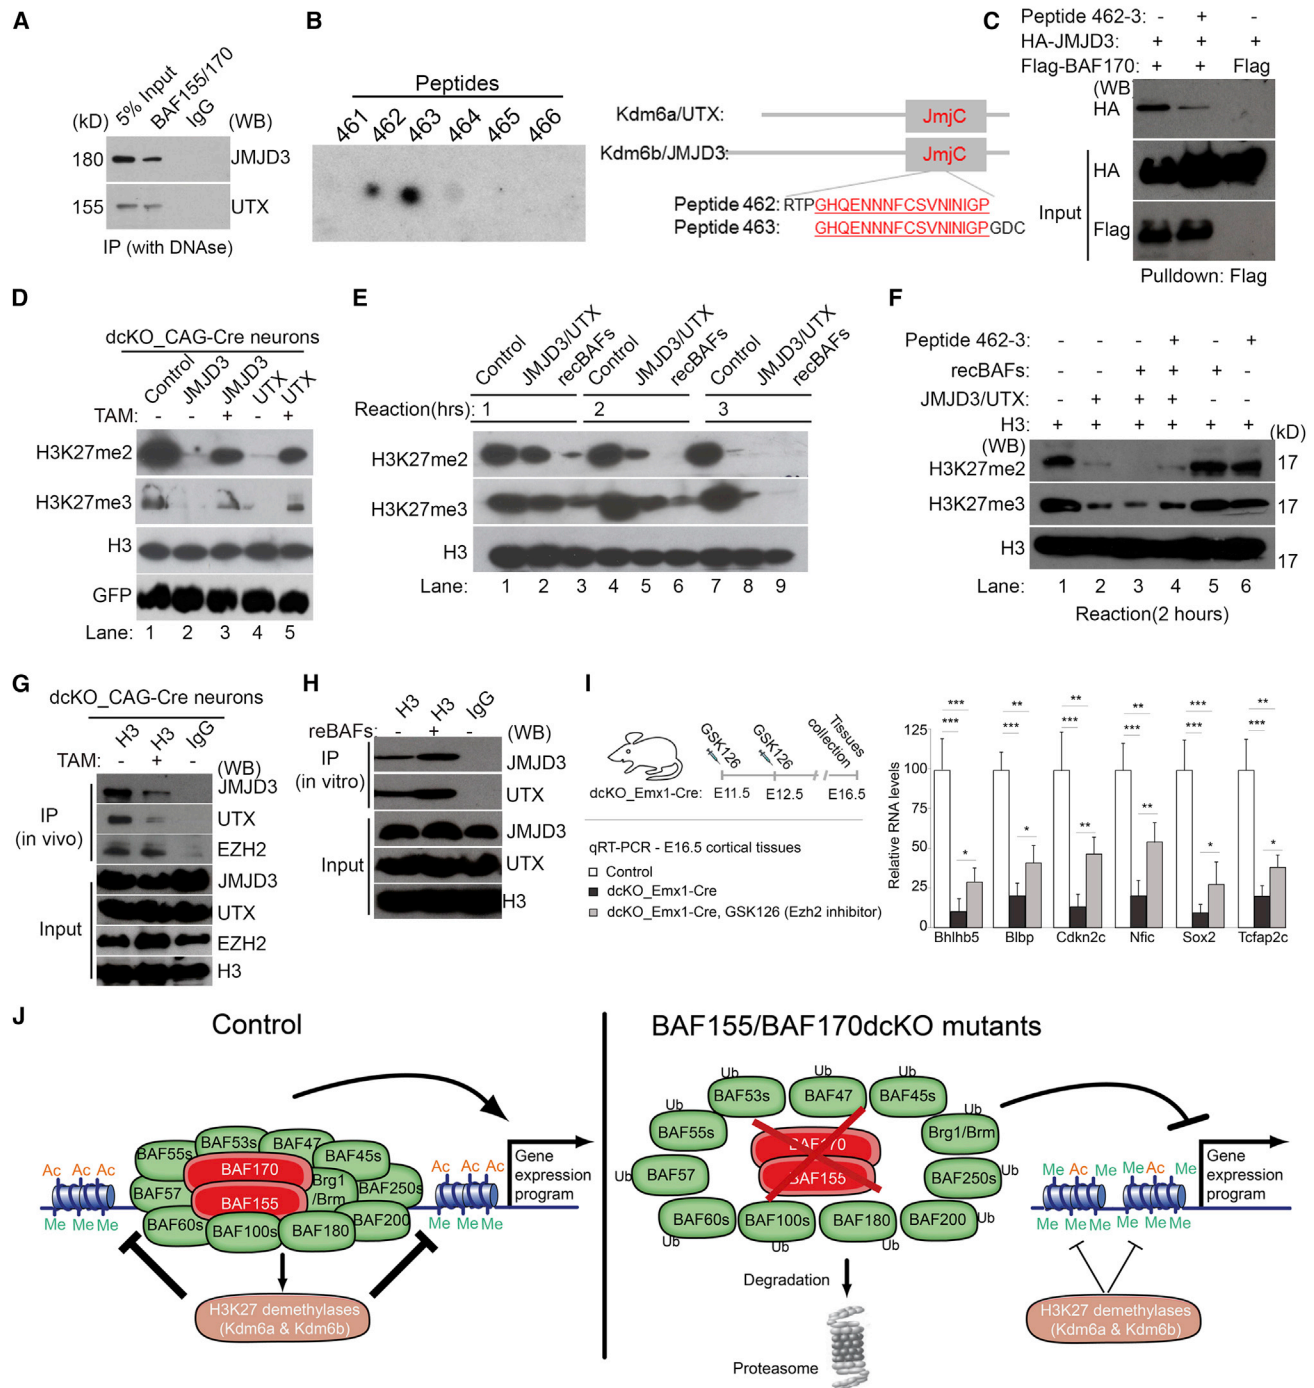 A
5% Input
BAF155/170
IgG
(kD)
(WB)
180
JMJD3
155
UTX
IP (with DNAse)
B
Peptides
461
462
463
464
465
466
Kdm6a/UTX:
JmjC
Kdm6b/JMJD3:
JmjC
Peptide 462: RTPGHQENNNFCSVNINIGP
Peptide 463: GHQENNNFCSVNINIGPGDC
C
Peptide 462-3: - + -
HA-JMJD3: + + +
Flag-BAF170: + + Flag
(WB)
HA
HA
Input
Flag
Pulldown: Flag
D
dcKO_CAG-Cre neurons
Control
JMJD3
JMJD3
UTX
UTX
TAM: - - + - +
H3K27me2
H3K27me3
H3
GFP
Lane: 1 2 3 4 5
E
Control
JMJD3/UTX
recBAFs
Control
JMJD3/UTX
recBAFs
Control
JMJD3/UTX
recBAFs
Reaction(hrs): 1 2 3
H3K27me2
H3K27me3
H3
Lane: 1 2 3 4 5 6 7 8 9
F
Peptide 462-3: - - - + - +
recBAFs: - - + + + -
JMJD3/UTX: - + + + - -
H3: + + + + + +
(WB)
(kD)
H3K27me2
17
H3K27me3
17
H3
17
Lane: 1 2 3 4 5 6
Reaction(2 hours)
G
dcKO_CAG-Cre neurons
H3
H3
IgG
TAM: - + -
(WB)
IP
(in vivo)
JMJD3
UTX
EZH2
Input
JMJD3
UTX
EZH2
H3
H
H3
H3
IgG
reBAFs: - + -
(WB)
IP
(in vitro)
JMJD3
UTX
Input
JMJD3
UTX
H3
I
GSK126
GSK126
Tissues
collection
dcKO_Emx1-Cre:
E11.5
E12.5
E16.5
qRT-PCR - E16.5 cortical tissues
Control
dcKO_Emx1-Cre
dcKO_Emx1-Cre, GSK126 (Ezh2 inhibitor)
Relative RNA levels
125
100
75
50
25
0
*** ** ** ** *** **
*** *** *** *** *** ***
* * ** ** * *
Bhlhb5 Blbp Cdkn2c Nfic Sox2 Tcfap2c
J
Control
BAF53s
BAF47
BAF55s
BAF45s
BAF170
Ac Ac Ac
Ac Ac Ac
BAF57
Brg1
/Brm
BAF250s
BAF155
BAF60s
BAF100s
BAF180
BAF200
Me Me Me
Me Me Me
Gene
expression
program
H3K27 demethylases
(Kdm6a & Kdm6b)
BAF155/BAF170dcKO mutants
Ub
Ub
Ub
BAF53s
BAF47
BAF45s
Ub
BAF55s
Ub
Brg1/Brm
BAF170
Ub
BAF57
BAF155
BAF250s
Ub
BAF60s
Ub
BAF100s
Ub
BAF180
Ub
BAF200
Ub
Me Ac Me
Me Ac Me
Me Me Me
Me Me Me
Gene
expression
program
Degradation
Proteasome
H3K27 demethylases
(Kdm6a & Kdm6b)